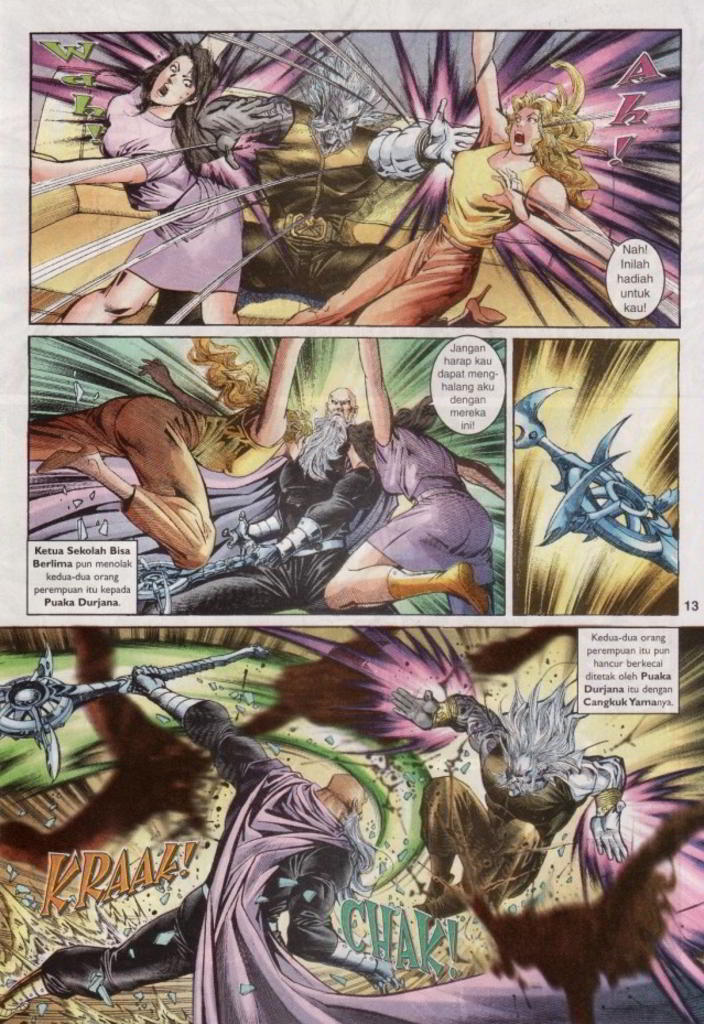 Wah!
Ah!
Nah!
Inilah
hadiah
untuk
kau!
Jangan
harap kau
dapat meng-
halang aku
dengan
mereka
ini!
Ketua Sekolah Bisa
Berlima pun menolak
kedua-dua orang
perempuan itu kepada
Puaka Durjana.
13
Kedua-dua orang
perempuan itu pun
hancur berkecai
ditetak oleh Puaka
Durjana itu dengan
Cangkuk Yamanya.
KRAAK!
CHAK!